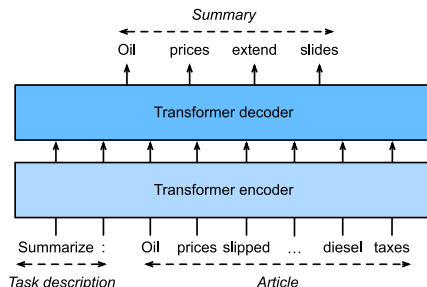 Summary
Oil prices extend slides
Transformer decoder
Transformer encoder
Summarize : Oil prices slipped ... diesel taxes
Task description Article